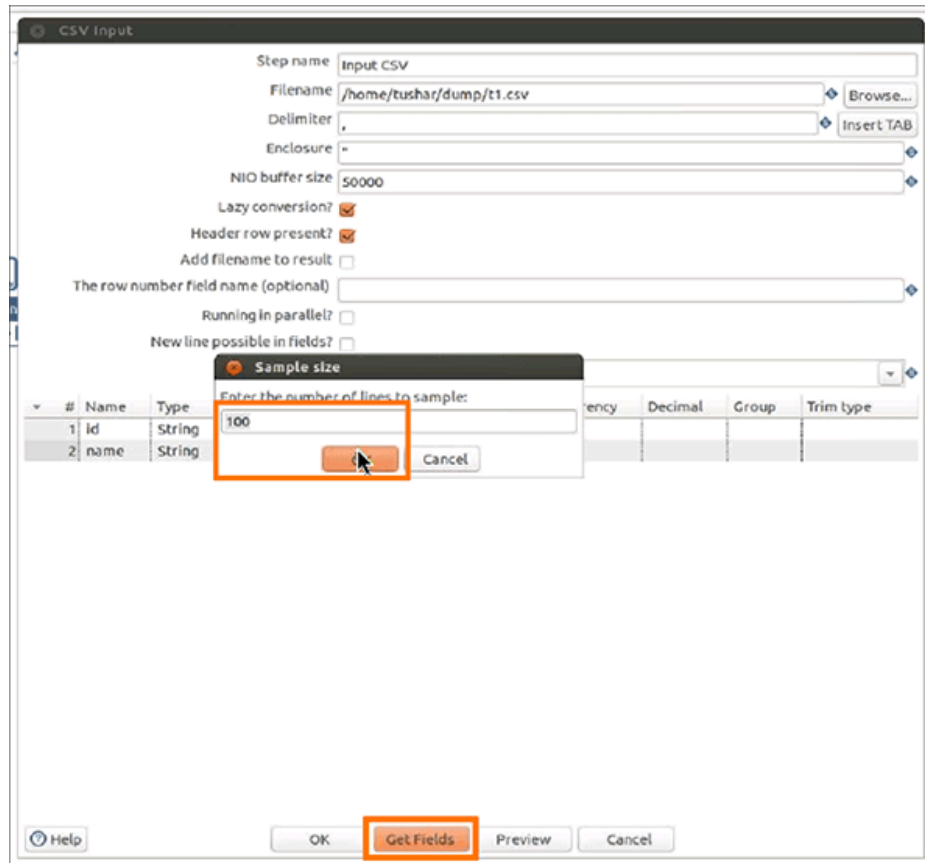 CSV Input
Step name Input CSV
Filename /home/tushar/dump/t1.csv Browse...
Delimiter , Insert TAB
Enclosure "
NIO buffer size 50000
Lazy conversion?
Header row present?
Add filename to result
The row number field name (optional)
Running in parallel?
New line possible in fields?
Sample size
Enter the number of lines to sample:
# Name Type rency Decimal Group Trim type
100
1 id String
2 name String
Cancel
Help OK Get Fields Preview Cancel